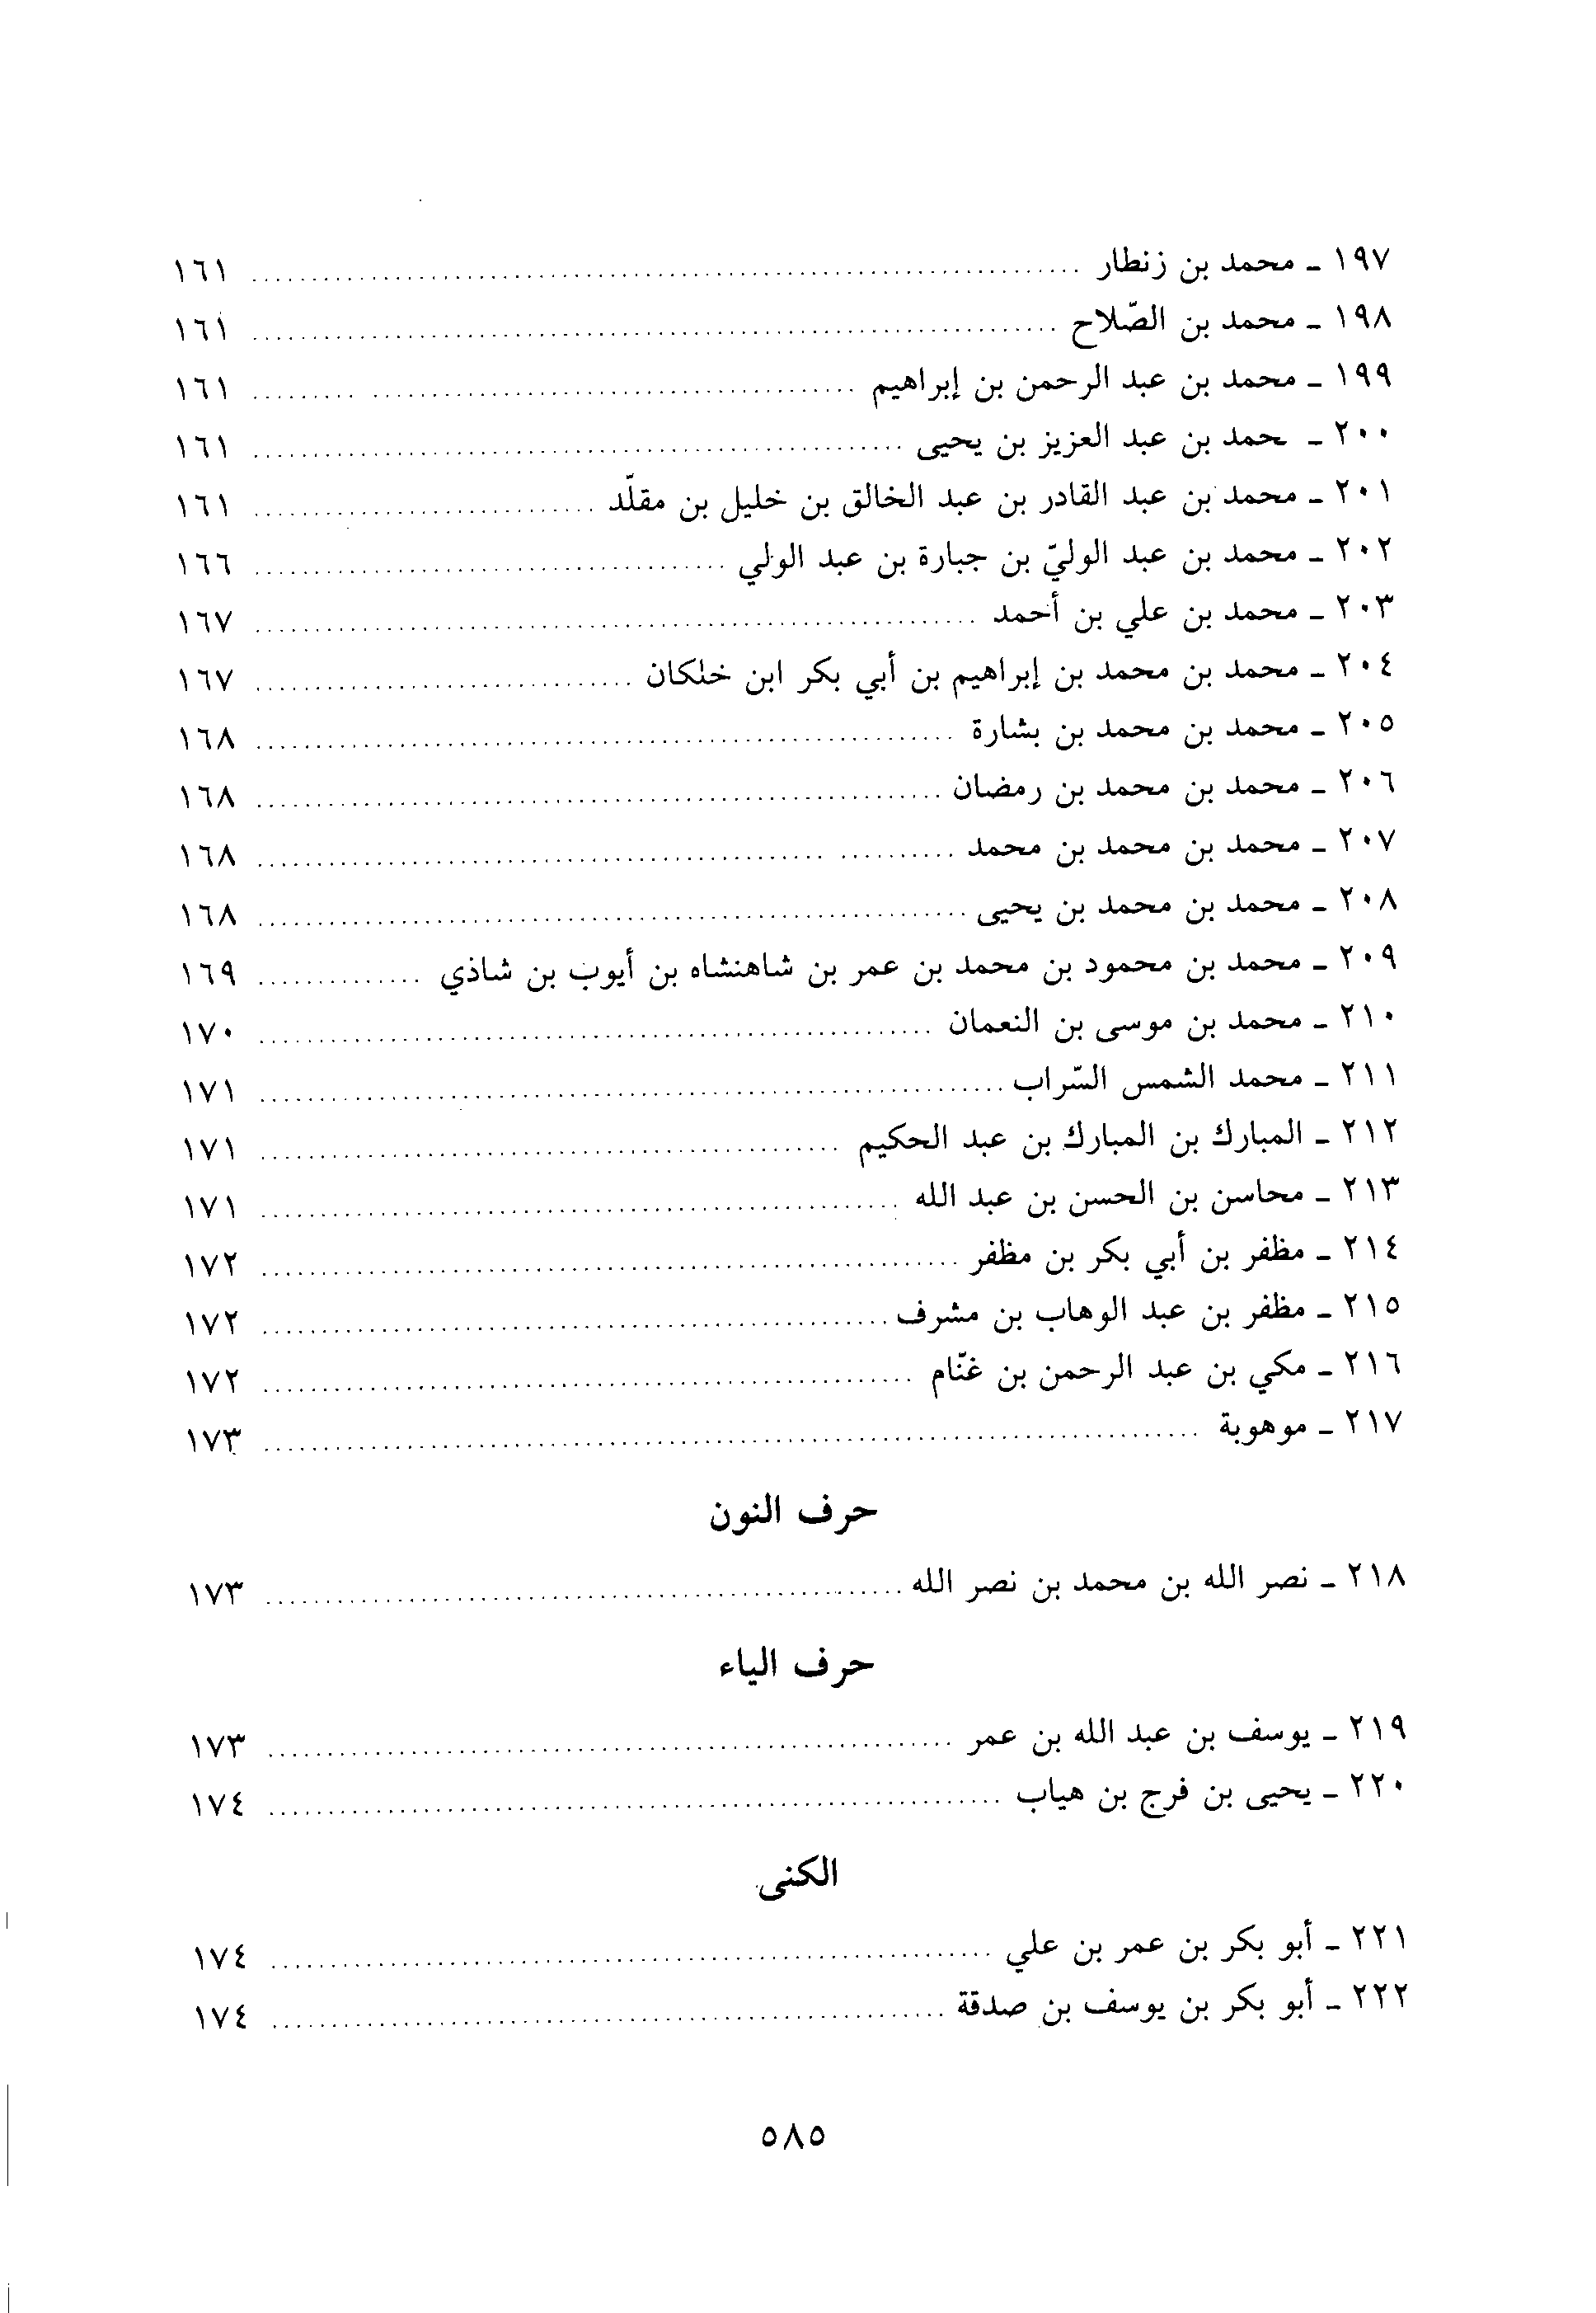 ١٩٧ ـ محمد بن زنطار ................ ١٦١
١٩٨ ـ محمد بن الصّلاح ................ ١٦١
١٩٩ ـ محمد بن عبد الرحمن بن إبراهيم ................ ١٦١
٢٠٠ ـ حمد بن عبد العزيز بن يحيى ................ ١٦١
٢٠١ ـ محمد بن عبد القادر بن عبد الخالق بن خليل بن مقلّد ................ ١٦١
٢٠٢ ـ محمد بن عبد الوليّ بن جبارة بن عبد الولي ................ ١٦٦
٢٠٣ ـ محمد بن علي بن أحمد ................ ١٦٧
٢٠٤ ـ محمد بن محمد بن إبراهيم بن أبي بكر ابن خلكان ................ ١٦٧
٢٠٥ ـ محمد بن محمد بن بشارة ................ ١٦٨
٢٠٦ ـ محمد بن محمد بن رمضان ................ ١٦٨
٢٠٧ ـ محمد بن محمد بن محمد ................ ١٦٨
٢٠٨ ـ محمد بن محمد بن يحيى ................ ١٦٨
٢٠٩ ـ محمد بن محمود بن محمد بن عمر بن شاهنشاه بن أيوب بن شاذي ................ ١٦٩
٢١٠ ـ محمد بن موسى بن النعمان ................ ١٧٠
٢١١ ـ محمد الشمس السّراب ................ ١٧١
٢١٢ ـ المبارك بن المبارك بن عبد الحكيم ................ ١٧١
٢١٣ ـ محاسن بن الحسن بن عبد الله ................ ١٧١
٢١٤ ـ مظفر بن أبي بكر بن مظفر ................ ١٧٢
٢١٥ ـ مظفر بن عبد الوهاب بن مشرف ................ ١٧٢
٢١٦ ـ مكي بن عبد الرحمن بن غنّام ................ ١٧٢
٢١٧ ـ موهوبة ................ ١٧٣
حرف النون
٢١٨ ـ نصر الله بن محمد بن نصر الله ................ ١٧٣
حرف الياء
٢١٩ ـ يوسف بن عبد الله بن عمر ................ ١٧٣
٢٢٠ ـ يحيى بن فرج بن هياب ................ ١٧٤
الكنى
٢٢١ ـ أبو بكر بن عمر بن علي ................ ١٧٤
٢٢٢ ـ أبو بكر بن يوسف بن صدقة ................ ١٧٤
٥٨٥